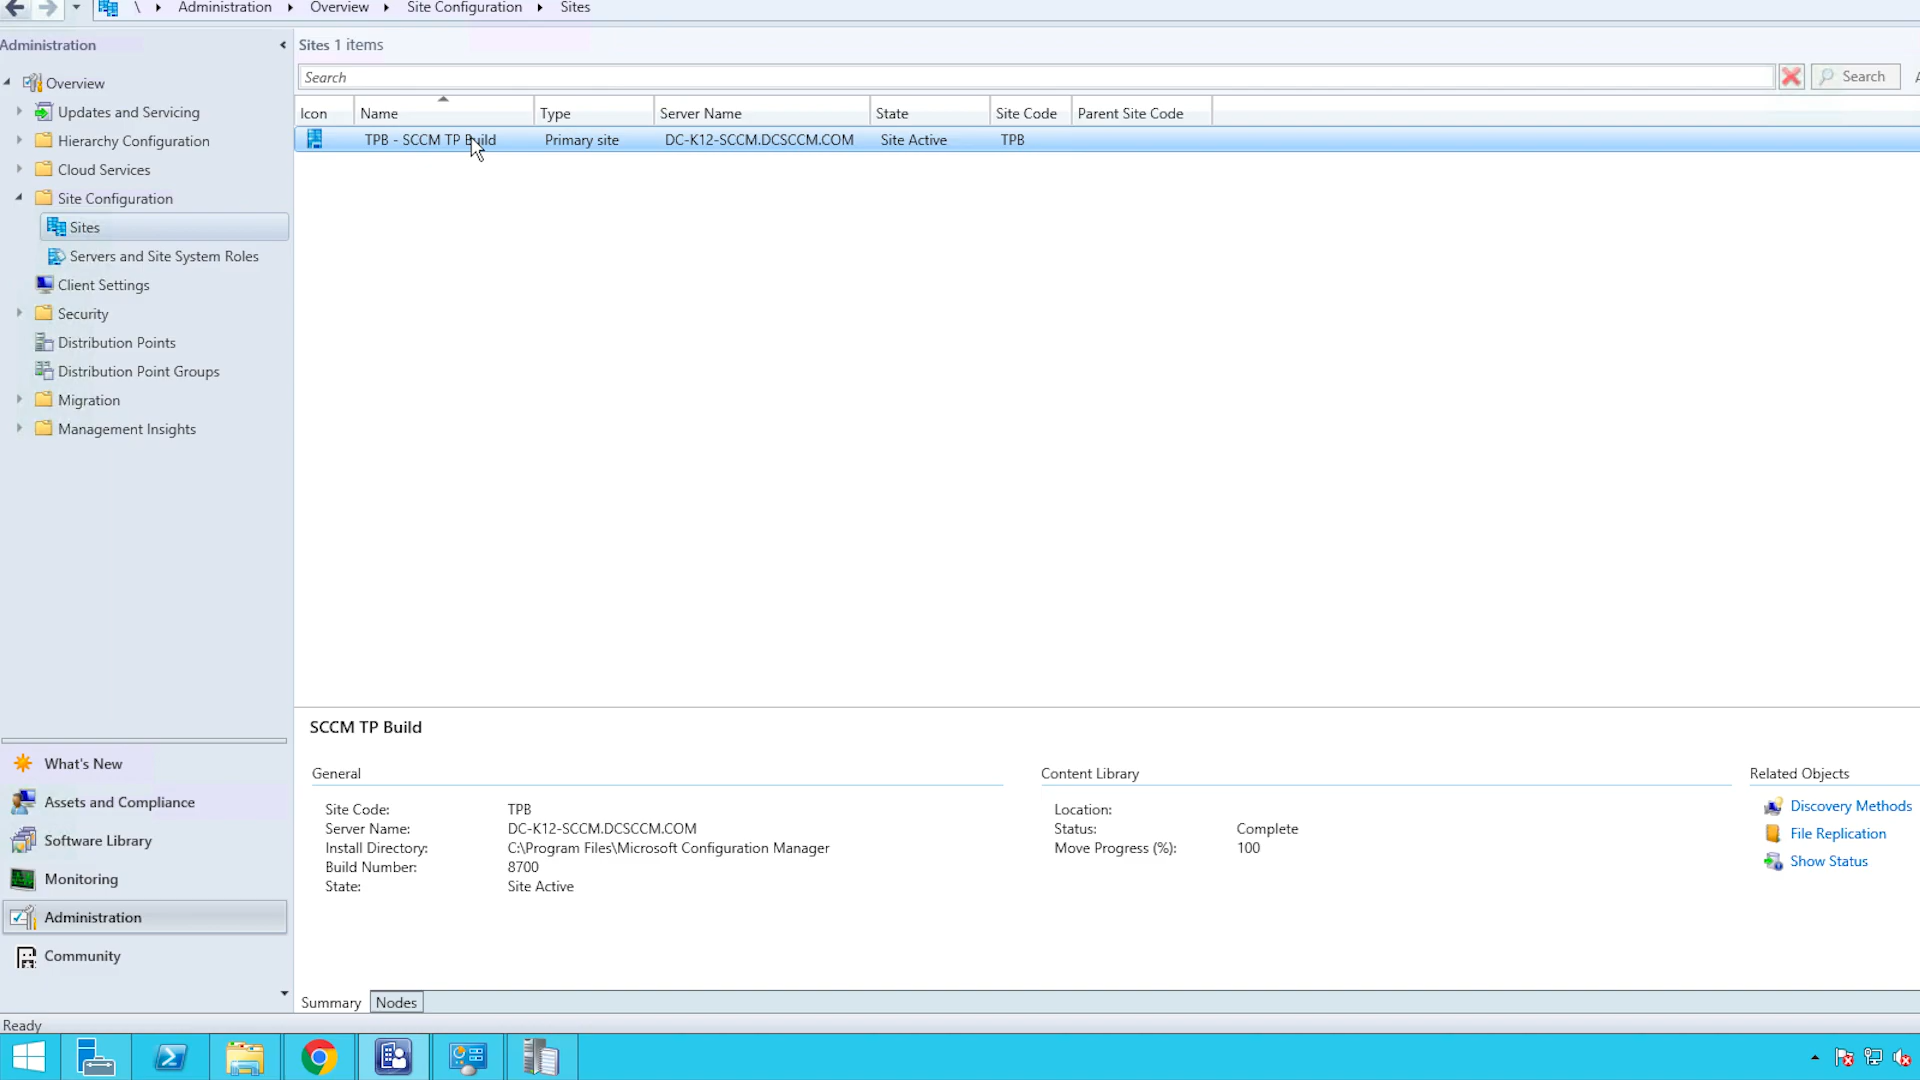 \ Administration Overview Site Configuration Sites
Administration
Overview
Updates and Servicing
Hierarchy Configuration
Cloud Services
Site Configuration
Sites
Servers and Site System Roles
Client Settings
Security
Distribution Points
Distribution Point Groups
Migration
Management Insights
What's New
Assets and Compliance
Software Library
Monitoring
Administration
Community
Sites 1 items
Search
Search
Icon Name Type Server Name State Site Code Parent Site Code
TPB - SCCM TP Build Primary site DC-K12-SCCM.DCSCCM.COM Site Active TPB
SCCM TP Build
General
Site Code: TPB
Server Name: DC-K12-SCCM.DCSCCM.COM
Install Directory: C:\Program Files\Microsoft Configuration Manager
Build Number: 8700
State: Site Active
Content Library
Location:
Status: Complete
Move Progress (%): 100
Related Objects
Discovery Methods
File Replication
Show Status
Summary Nodes
Ready